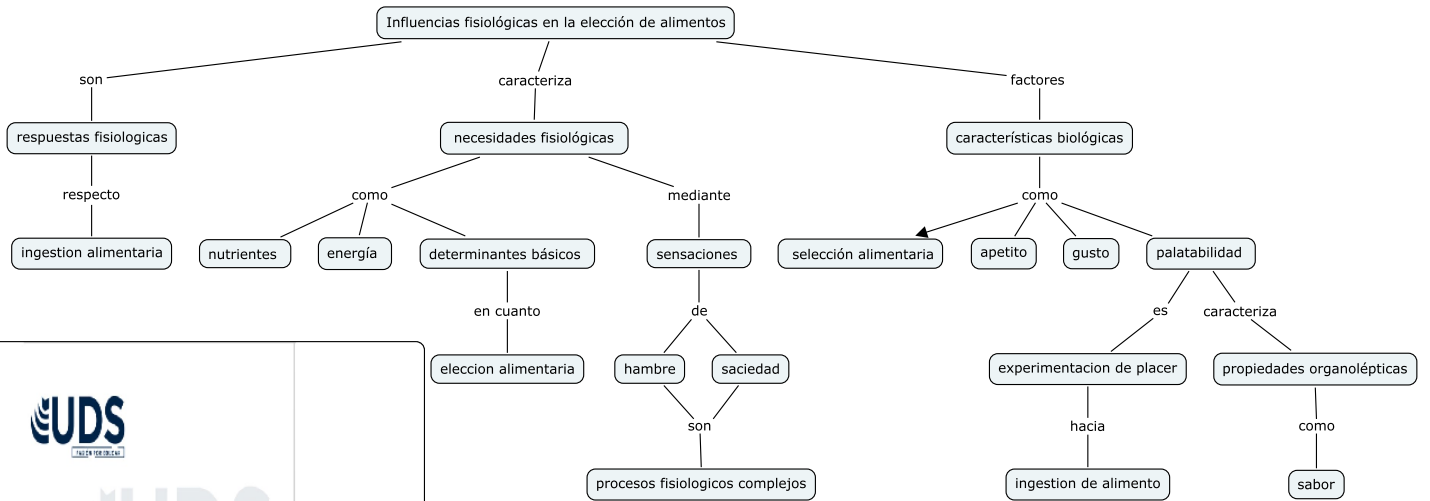 Influencias fisiológicas en la elección de alimentos
son
caracteriza
factores
respuestas fisiologicas
necesidades fisiológicas
características biológicas
respecto
como
mediante
como
ingestion alimentaria
nutrientes
energía
determinantes básicos
sensaciones
selección alimentaria
apetito
gusto
palatabilidad
en cuanto
de
es
caracteriza
eleccion alimentaria
hambre
saciedad
experimentacion de placer
propiedades organolépticas
UDS
son
hacia
como
procesos fisiologicos complejos
ingestion de alimento
sabor
UDS